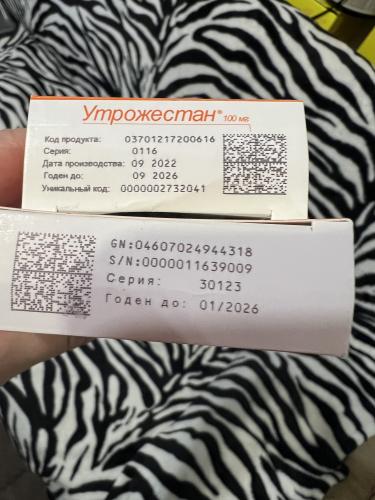 Утрожестан® 100 мг
Код продукта: 03701217200616
Серия: 0116
Дата производства: 09 2022
Годен до: 09 2026
Уникальный код: 0000002732041
GN:04607024944318
S/N:0000011639009
Серия: 30123
Годен до: 01/2026